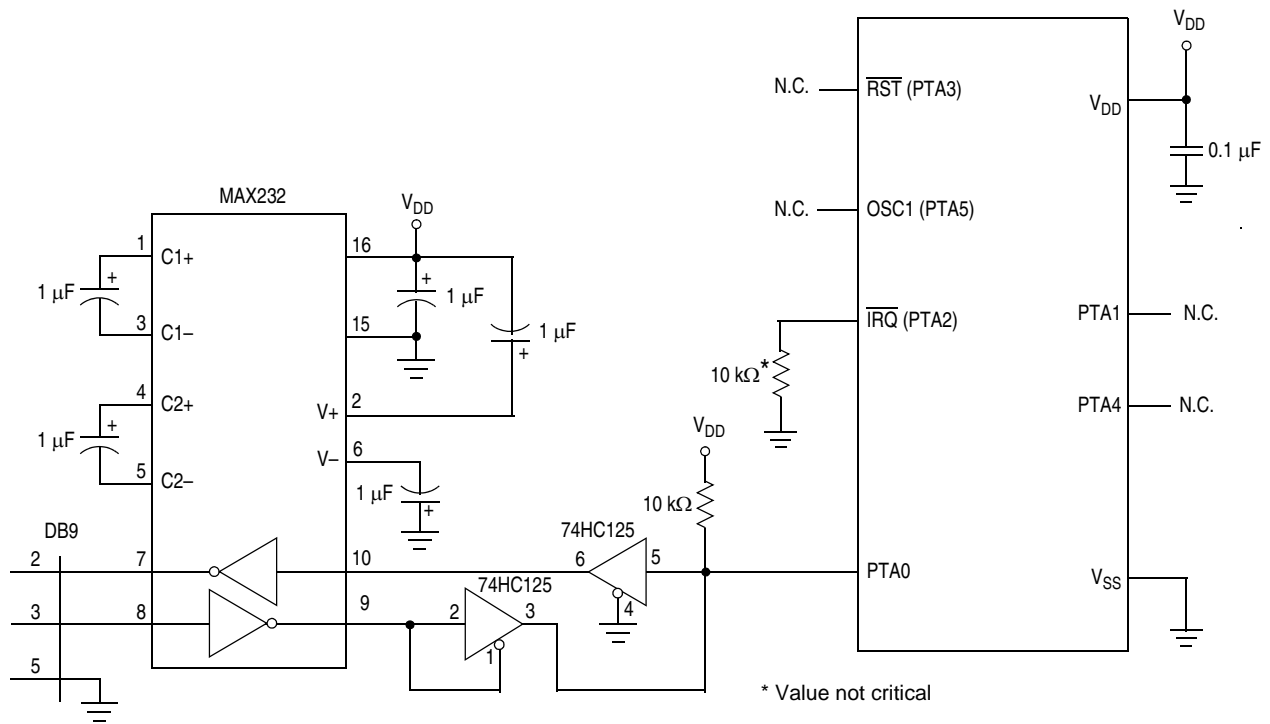 MAX232
1
C1+
1 μF
+
3
C1–
4
C2+
1 μF
+
5
C2–
16
V_DD
+
1 μF
15
1 μF
+
V+
2
V–
6
1 μF
+
DB9
2
7
10
3
8
9
5
74HC125
6
5
4
74HC125
2
3
1
V_DD
10 kΩ
N.C.
R̅S̅T̅ (PTA3)
N.C.
OSC1 (PTA5)
I̅R̅Q̅ (PTA2)
10 kΩ*
PTA0
V_DD
V_DD
0.1 μF
PTA1
N.C.
PTA4
N.C.
V_SS
* Value not critical